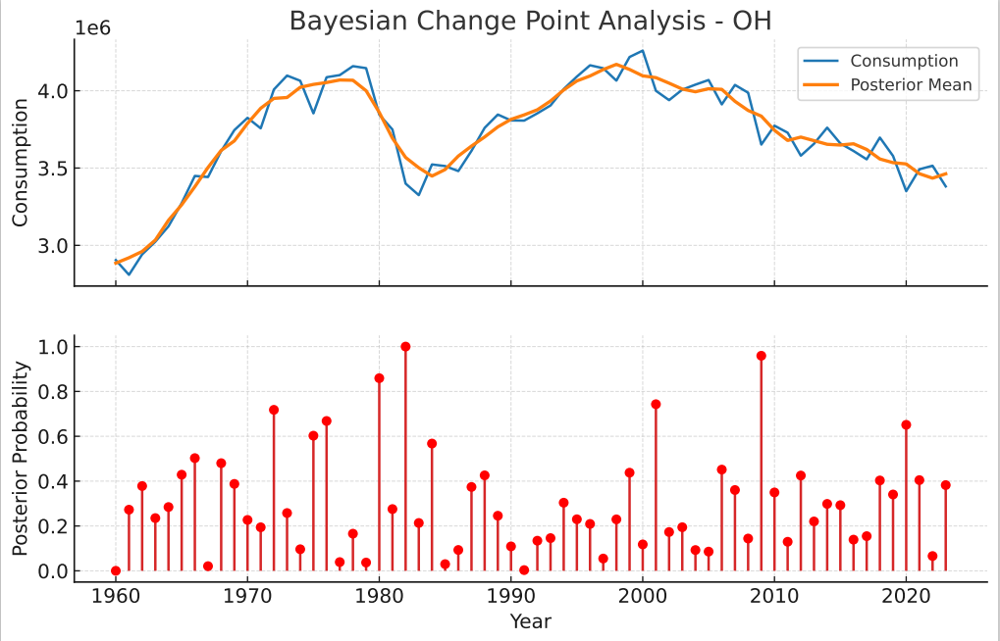 Bayesian Change Point Analysis - OH
1e6
Consumption
4.0
3.5
3.0
Consumption
Posterior Mean
Posterior Probability
1.0
0.8
0.6
0.4
0.2
0.0
1960 1970 1980 1990 2000 2010 2020
Year